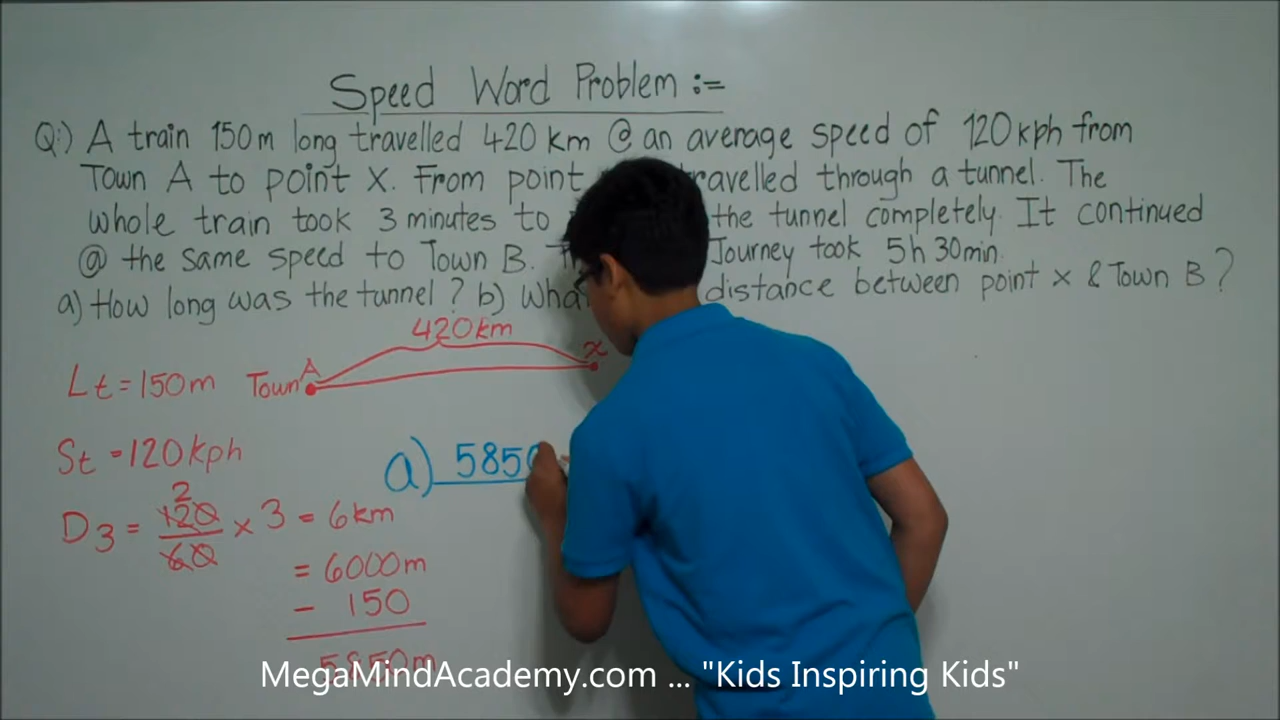 Speed Word Problem :-
Q:) A train 150m long travelled 420 km @ an average speed of 120 kph from
Town A to point X. From point travelled through a tunnel. The
whole train took 3 minutes to the tunnel completely. It continued
@ the same speed to Town B. Journey took 5h 30min.
a) How long was the tunnel? b) distance between point x & Town B?
420km
Lt = 150m Town A x
St = 120kph
a) 585
D3 = 120/60 x 3 = 6km
2
= 6000m
- 150
5850m
MegaMindAcademy.com ... "Kids Inspiring Kids"